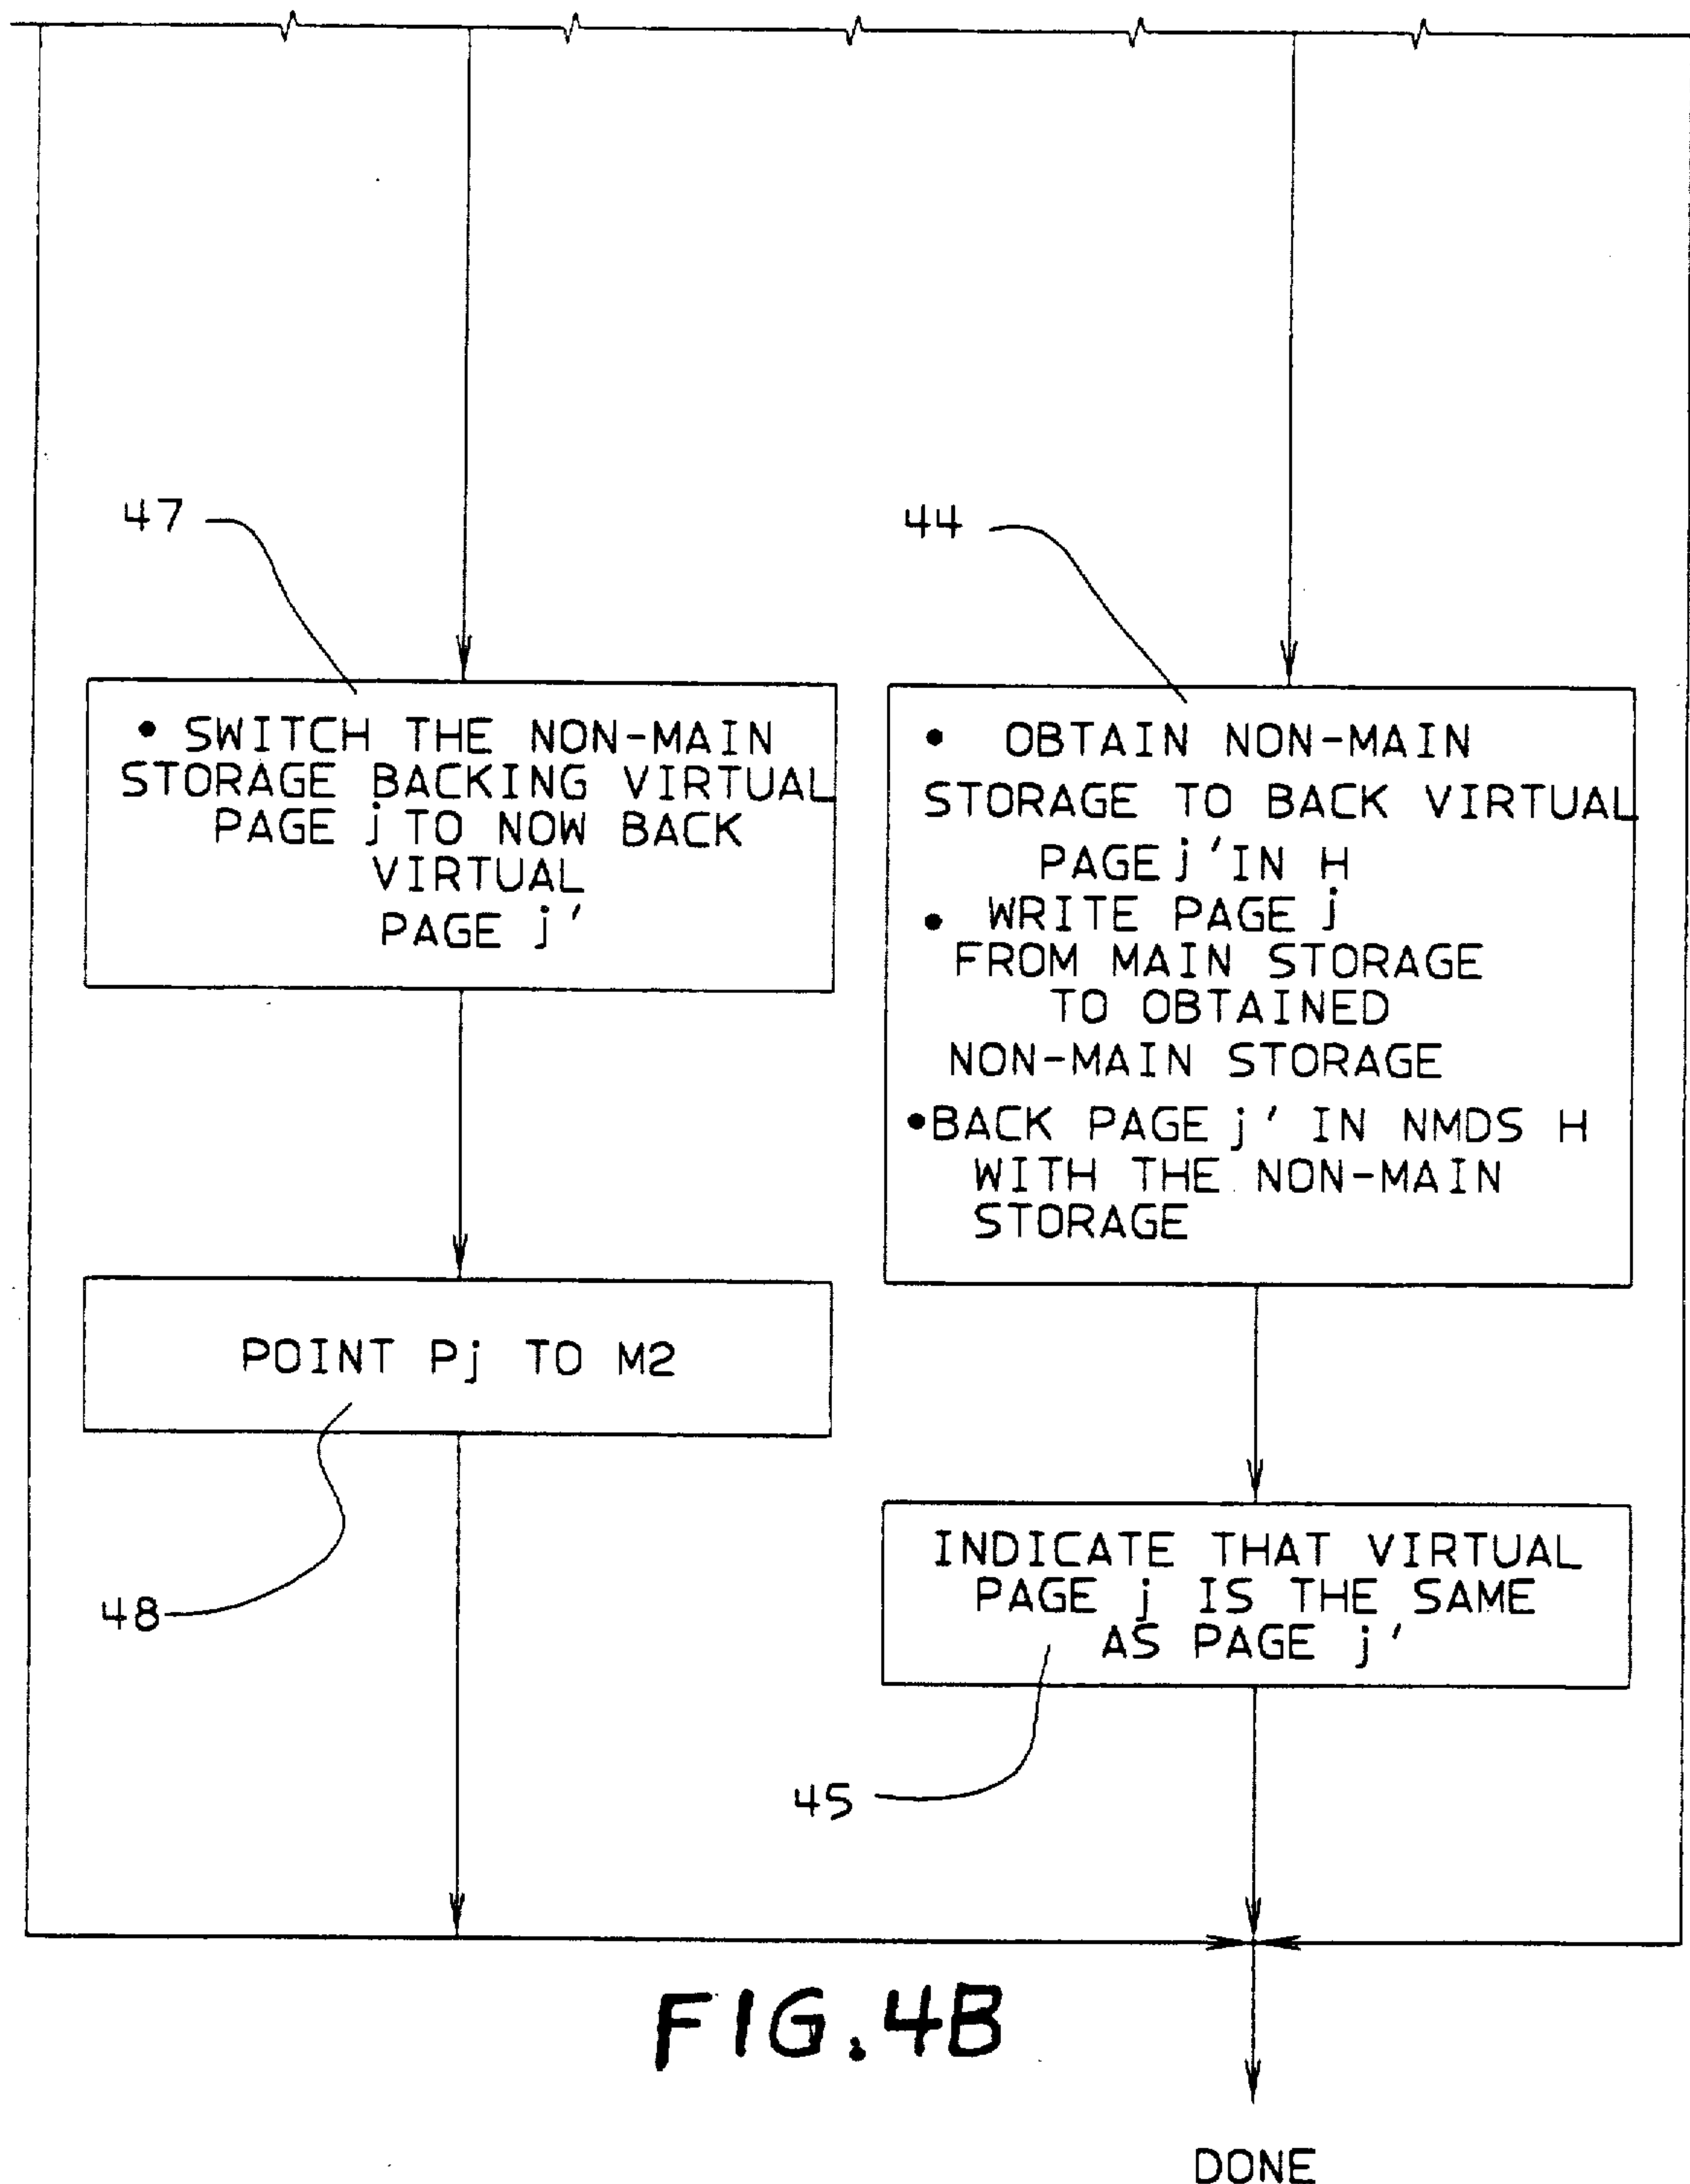 47
• SWITCH THE NON-MAIN
STORAGE BACKING VIRTUAL
PAGE j TO NOW BACK
VIRTUAL
PAGE j'
POINT Pj TO M2
48
44
• OBTAIN NON-MAIN
STORAGE TO BACK VIRTUAL
PAGE j' IN H
• WRITE PAGE j
FROM MAIN STORAGE
TO OBTAINED
NON-MAIN STORAGE
• BACK PAGE j' IN NMDS H
WITH THE NON-MAIN
STORAGE
INDICATE THAT VIRTUAL
PAGE j IS THE SAME
AS PAGE j'
45
FIG. 4B
DONE